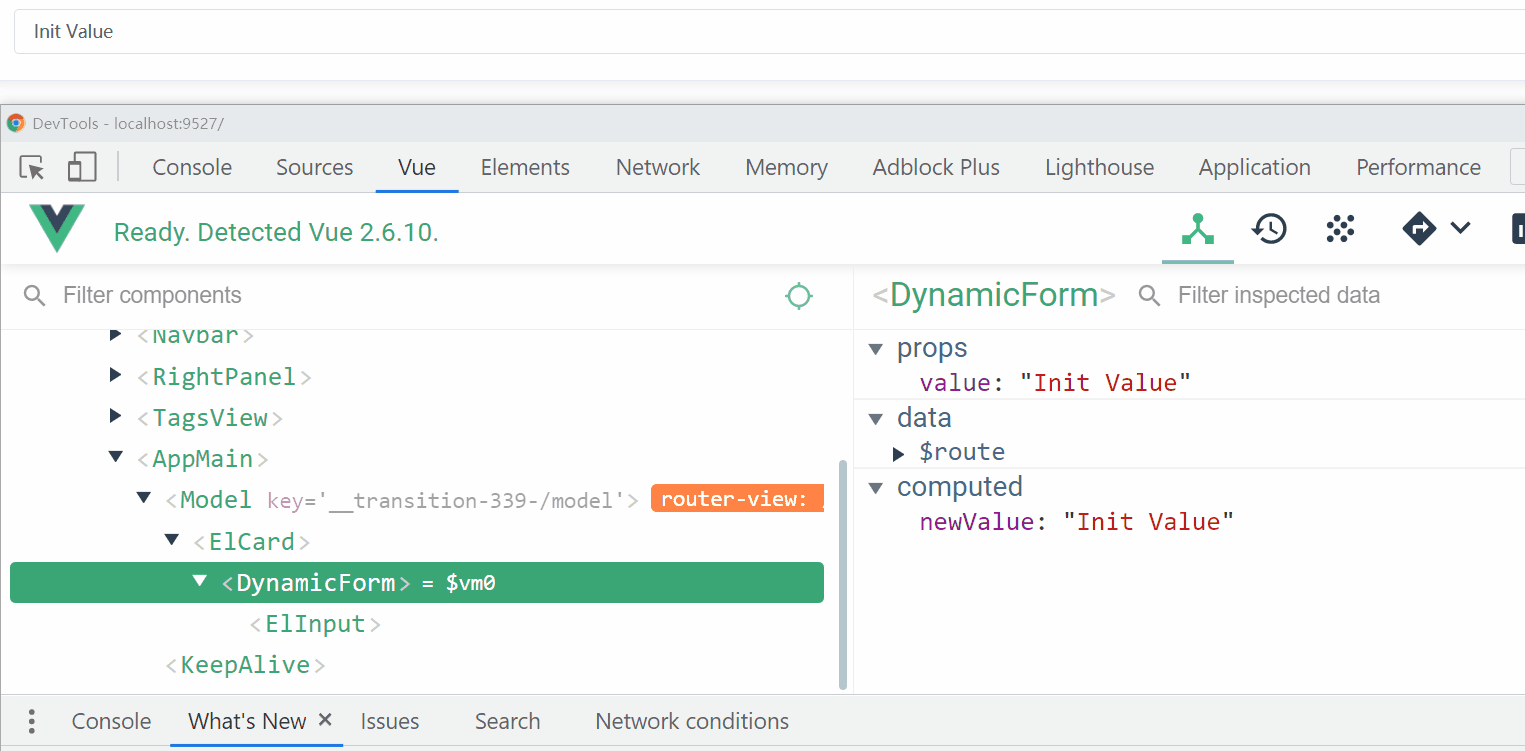 Init Value
DevTools - localhost:9527/
Console Sources Vue Elements Network Memory Adblock Plus Lighthouse Application Performance
Ready. Detected Vue 2.6.10.
Filter components
<DynamicForm> Filter inspected data
<Navbar>
<RightPanel>
<TagsView>
<AppMain>
<Model key='__transition-339-/model'> router-view:
<ElCard>
<DynamicForm> = $vm0
<ElInput>
<KeepAlive>
props
value: "Init Value"
data
$route
computed
newValue: "Init Value"
Console What's New × Issues Search Network conditions